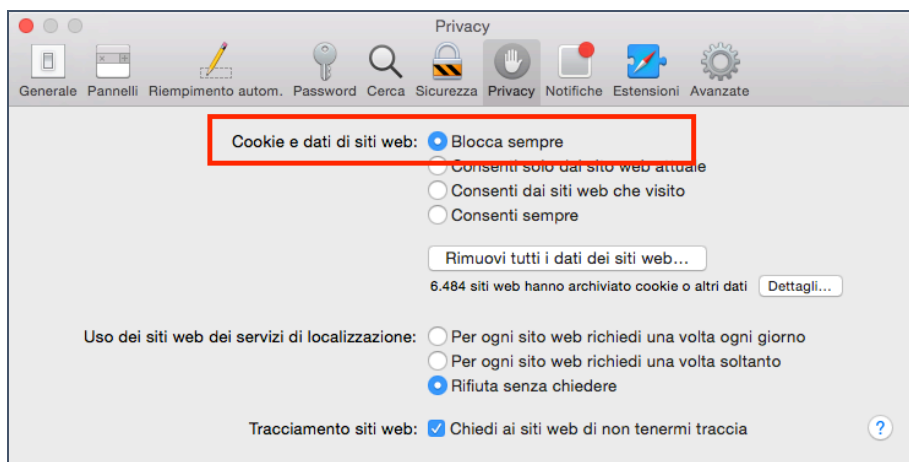 Privacy
Generale Pannelli Riempimento autom. Password Cerca Sicurezza Privacy Notifiche Estensioni Avanzate
Cookie e dati di siti web: Blocca sempre
Consenti solo dal sito web attuale
Consenti dai siti web che visito
Consenti sempre
Rimuovi tutti i dati dei siti web...
6.484 siti web hanno archiviato cookie o altri dati Dettagli...
Uso dei siti web dei servizi di localizzazione: Per ogni sito web richiedi una volta ogni giorno
Per ogni sito web richiedi una volta soltanto
Rifiuta senza chiedere
Tracciamento siti web: Chiedi ai siti web di non tenermi traccia ?